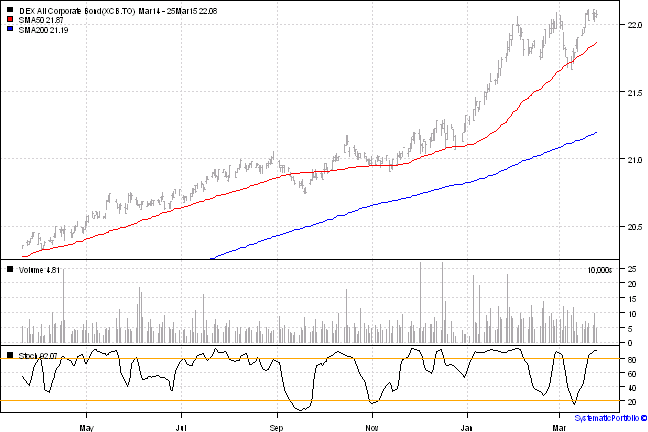 DEX All Corporate Bond(XCB.TO) Mar14 - 25Mar15 22.08
SMA50 21.87
SMA200 21.19
22.0
21.5
21.0
20.5
Volume 4.81
10,000s
25
20
15
10
5
0
Stoch 92.07
80
60
40
20
May
Jul
Sep
Nov
Jan
Mar
SystematicPortfolio ©